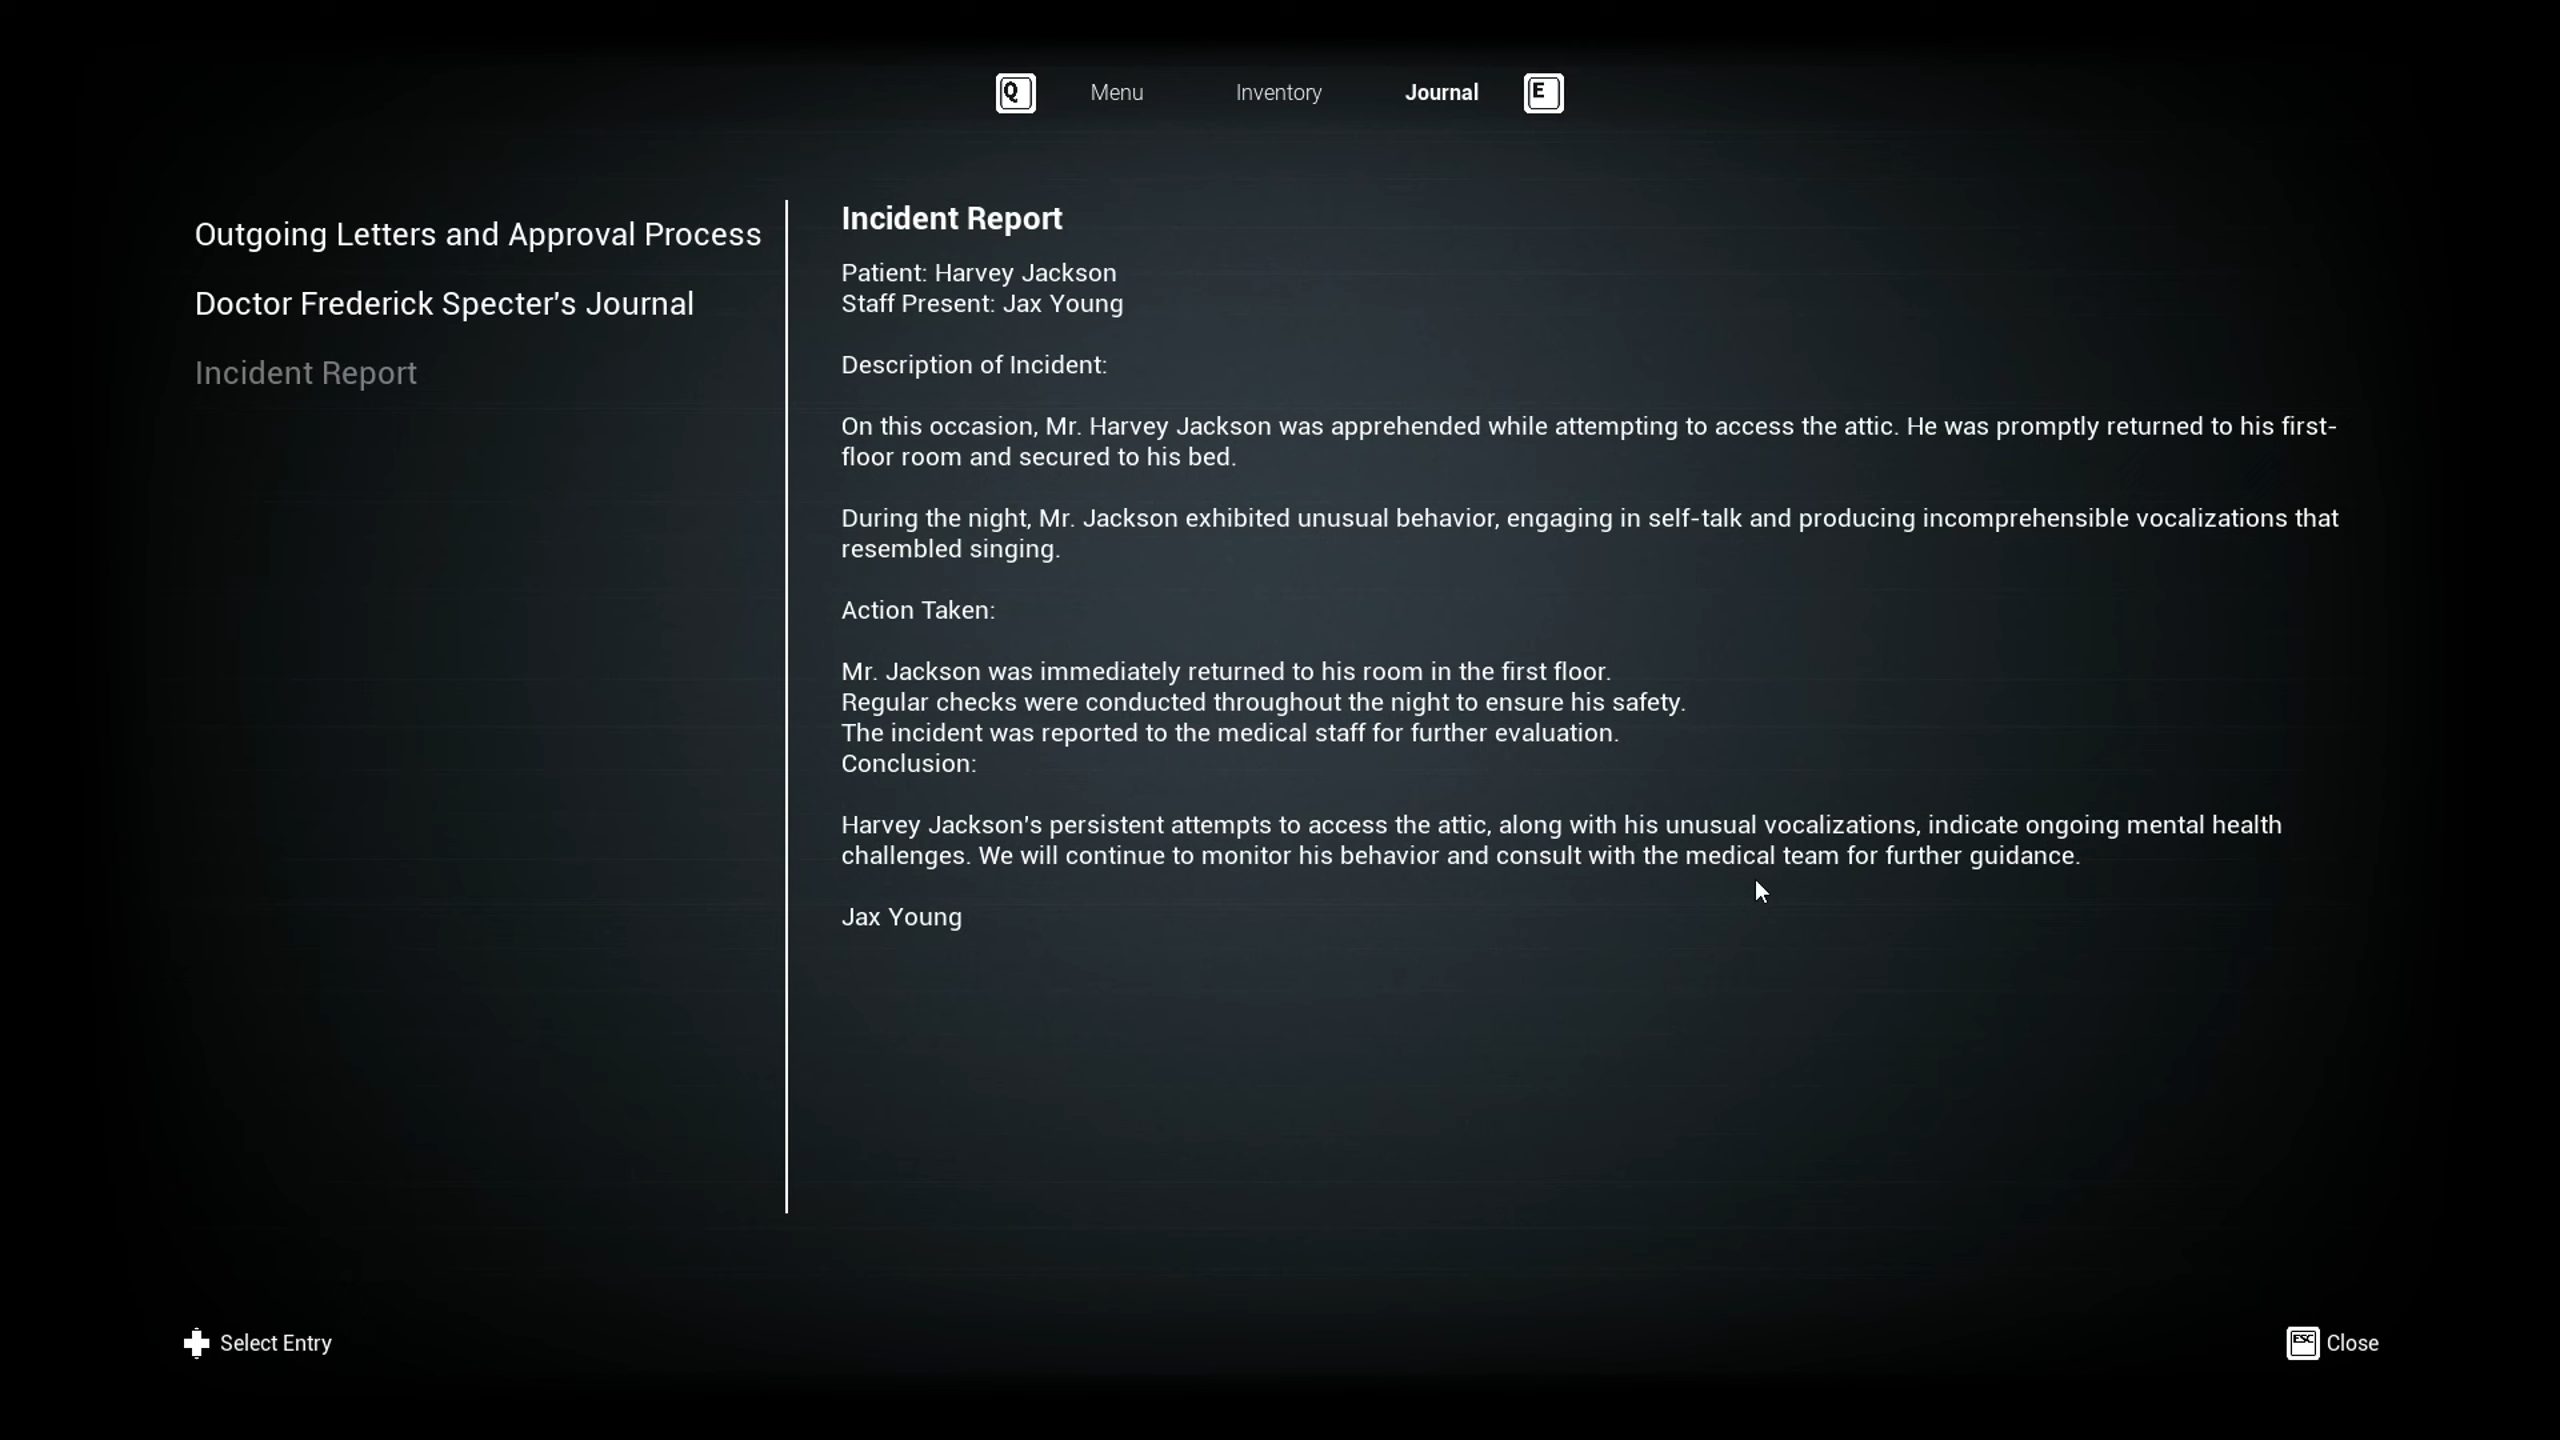 Q Menu Inventory Journal E
Outgoing Letters and Approval Process
Doctor Frederick Specter's Journal
Incident Report
Incident Report
Patient: Harvey Jackson
Staff Present: Jax Young
Description of Incident:
On this occasion, Mr. Harvey Jackson was apprehended while attempting to access the attic. He was promptly returned to his first-
floor room and secured to his bed.
During the night, Mr. Jackson exhibited unusual behavior, engaging in self-talk and producing incomprehensible vocalizations that
resembled singing.
Action Taken:
Mr. Jackson was immediately returned to his room in the first floor.
Regular checks were conducted throughout the night to ensure his safety.
The incident was reported to the medical staff for further evaluation.
Conclusion:
Harvey Jackson's persistent attempts to access the attic, along with his unusual vocalizations, indicate ongoing mental health
challenges. We will continue to monitor his behavior and consult with the medical team for further guidance.
Jax Young
Select Entry
ESC Close